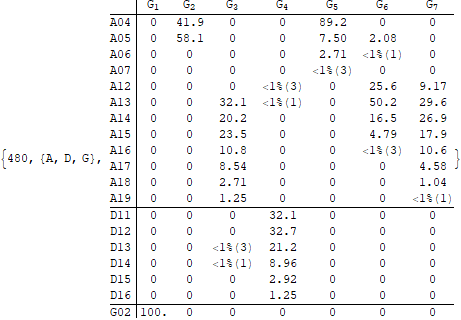 G₁ G₂ G₃ G₄ G₅ G₆ G₇
A04 0 41.9 0 0 89.2 0 0
A05 0 58.1 0 0 7.50 2.08 0
A06 0 0 0 0 2.71 <1%(1) 0
A07 0 0 0 0 <1%(3) 0 0
A12 0 0 0 <1%(3) 0 25.6 9.17
A13 0 0 32.1 <1%(1) 0 50.2 29.6
A14 0 0 20.2 0 0 16.5 26.9
A15 0 0 23.5 0 0 4.79 17.9
{480, {A, D, G}, A16 0 0 10.8 0 0 <1%(3) 10.6 }
A17 0 0 8.54 0 0 0 4.58
A18 0 0 2.71 0 0 0 1.04
A19 0 0 1.25 0 0 0 <1%(1)
D11 0 0 0 32.1 0 0 0
D12 0 0 0 32.7 0 0 0
D13 0 0 <1%(3) 21.2 0 0 0
D14 0 0 <1%(1) 8.96 0 0 0
D15 0 0 0 2.92 0 0 0
D16 0 0 0 1.25 0 0 0
G02 100. 0 0 0 0 0 0